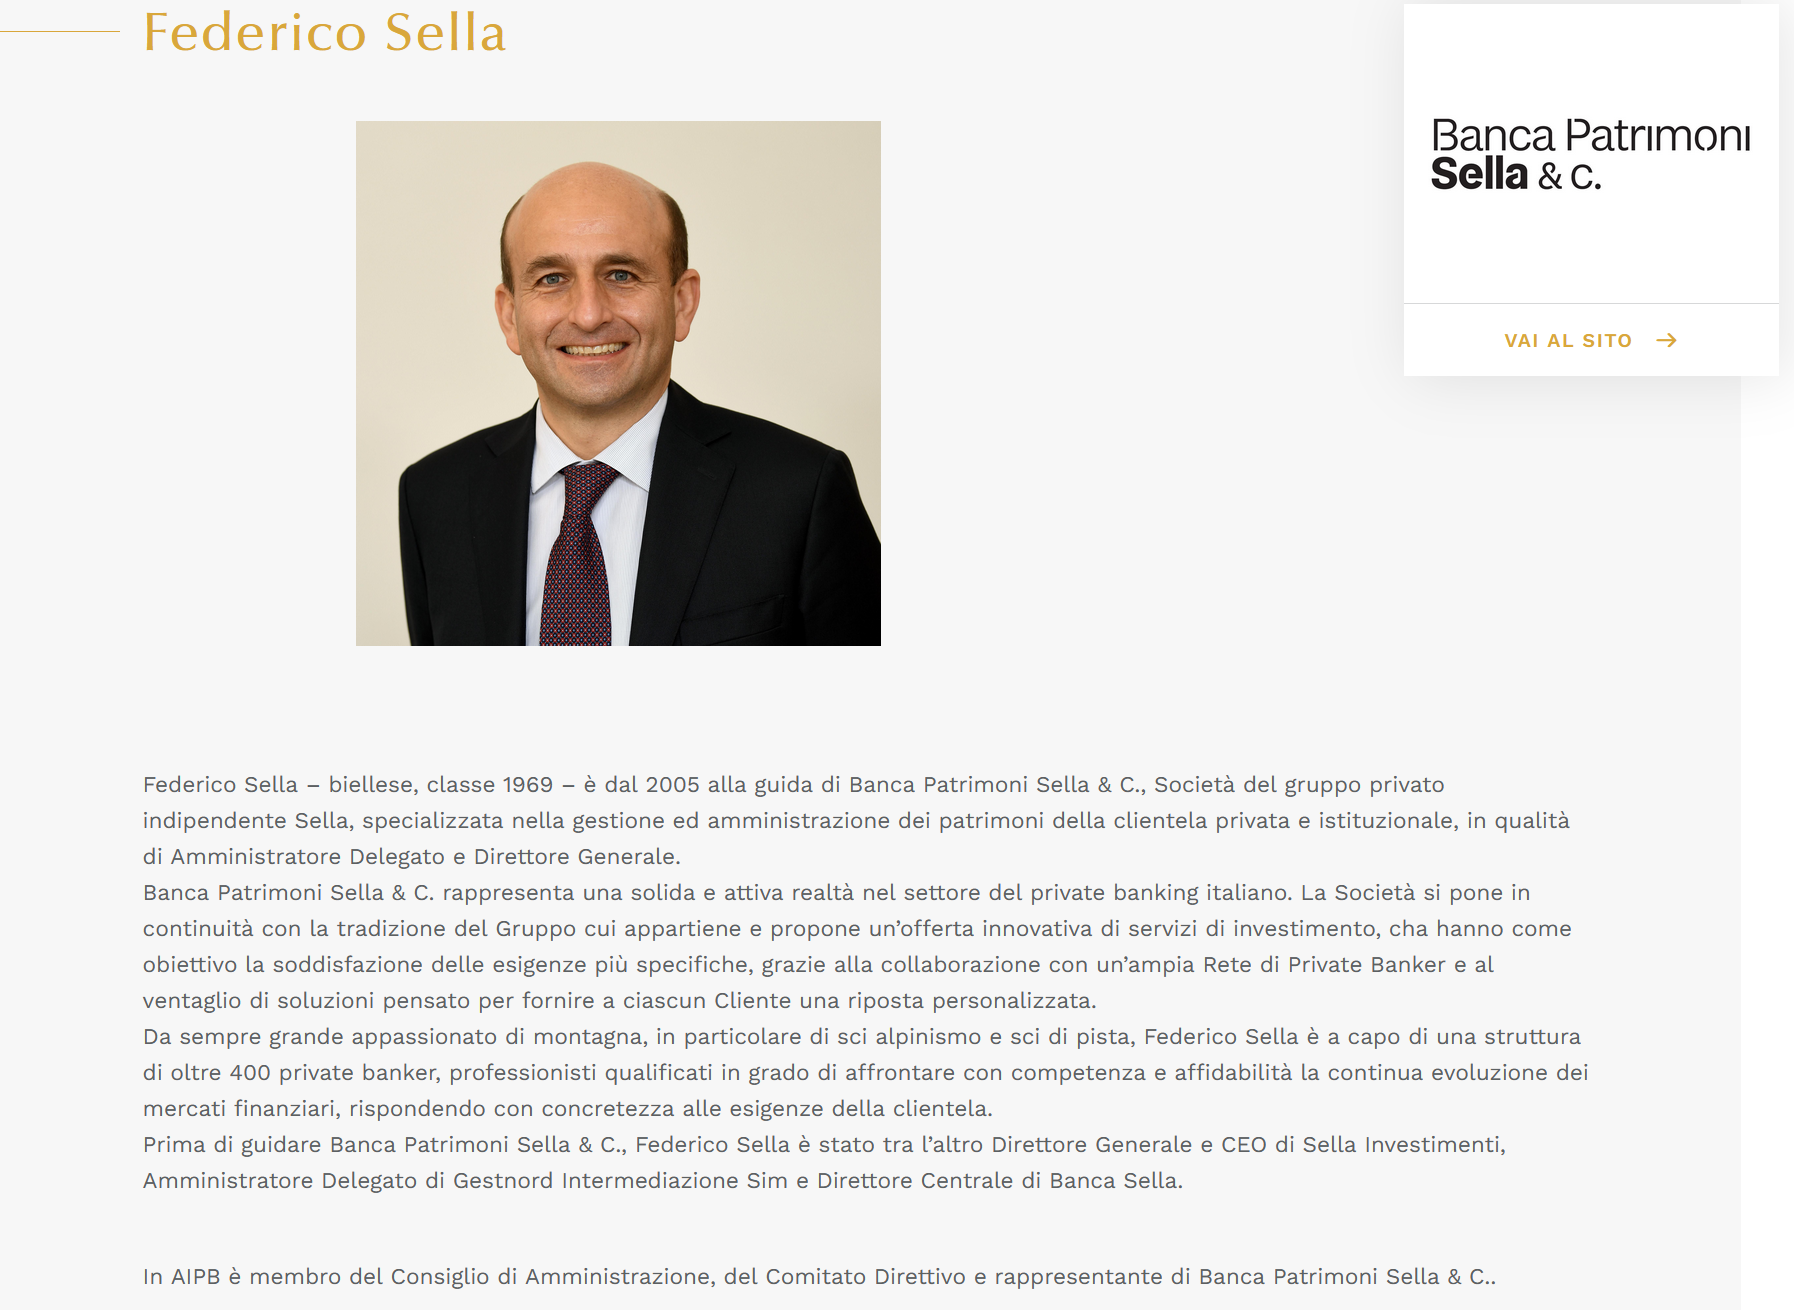 Federico Sella
Banca Patrimoni
Sella & C.
VAI AL SITO →
Federico Sella – biellese, classe 1969 – è dal 2005 alla guida di Banca Patrimoni Sella & C., Società del gruppo privato
indipendente Sella, specializzata nella gestione ed amministrazione dei patrimoni della clientela privata e istituzionale, in qualità
di Amministratore Delegato e Direttore Generale.
Banca Patrimoni Sella & C. rappresenta una solida e attiva realtà nel settore del private banking italiano. La Società si pone in
continuità con la tradizione del Gruppo cui appartiene e propone un’offerta innovativa di servizi di investimento, cha hanno come
obiettivo la soddisfazione delle esigenze più specifiche, grazie alla collaborazione con un’ampia Rete di Private Banker e al
ventaglio di soluzioni pensato per fornire a ciascun Cliente una riposta personalizzata.
Da sempre grande appassionato di montagna, in particolare di sci alpinismo e sci di pista, Federico Sella è a capo di una struttura
di oltre 400 private banker, professionisti qualificati in grado di affrontare con competenza e affidabilità la continua evoluzione dei
mercati finanziari, rispondendo con concretezza alle esigenze della clientela.
Prima di guidare Banca Patrimoni Sella & C., Federico Sella è stato tra l’altro Direttore Generale e CEO di Sella Investimenti,
Amministratore Delegato di Gestnord Intermediazione Sim e Direttore Centrale di Banca Sella.
In AIPB è membro del Consiglio di Amministrazione, del Comitato Direttivo e rappresentante di Banca Patrimoni Sella & C..